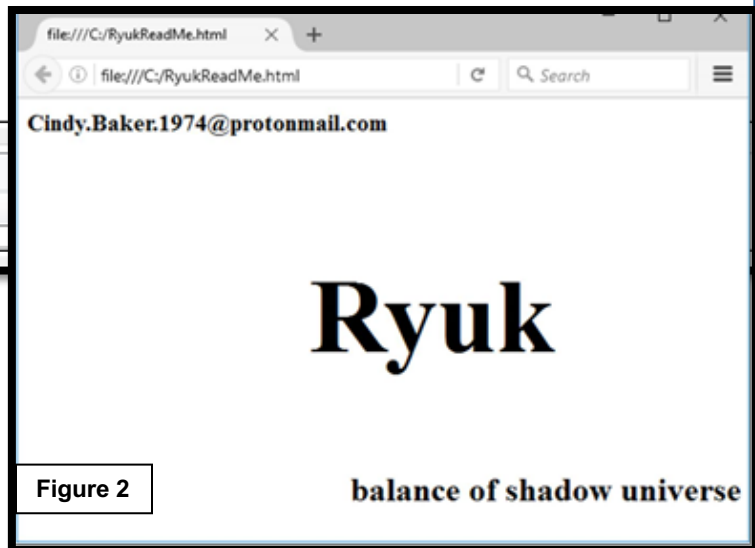 file:///C:/RyukReadMe.html
file:///C:/RyukReadMe.html
Search
Cindy.Baker.1974@protonmail.com
Ryuk
Figure 2
balance of shadow universe